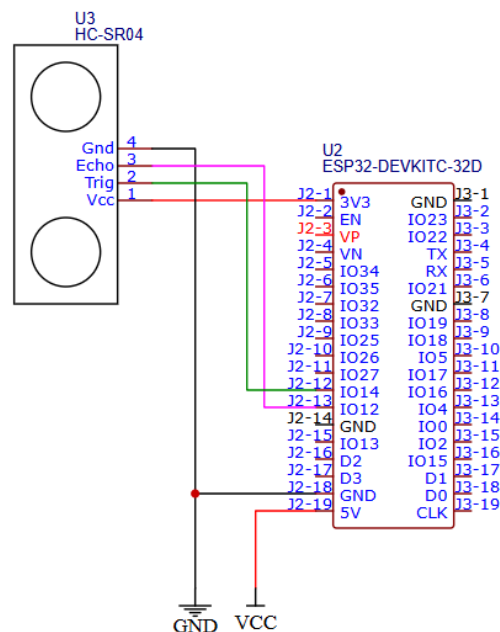 U3
HC-SR04
Gnd 4
Echo 3
Trig 2
Vcc 1
U2
ESP32-DEVKITC-32D
J2-1 3V3 GND J3-1
J2-2 EN IO23 J3-2
J2-3 VP IO22 J3-3
J2-4 VN TX J3-4
J2-5 IO34 RX J3-5
J2-6 IO35 IO21 J3-6
J2-7 IO32 GND J3-7
J2-8 IO33 IO19 J3-8
J2-9 IO25 IO18 J3-9
J2-10 IO26 IO5 J3-10
J2-11 IO27 IO17 J3-11
J2-12 IO14 IO16 J3-12
J2-13 IO12 IO4 J3-13
J2-14 GND IO0 J3-14
J2-15 IO13 IO2 J3-15
J2-16 D2 IO15 J3-16
J2-17 D3 D1 J3-17
J2-18 GND D0 J3-18
J2-19 5V CLK J3-19
GND VCC